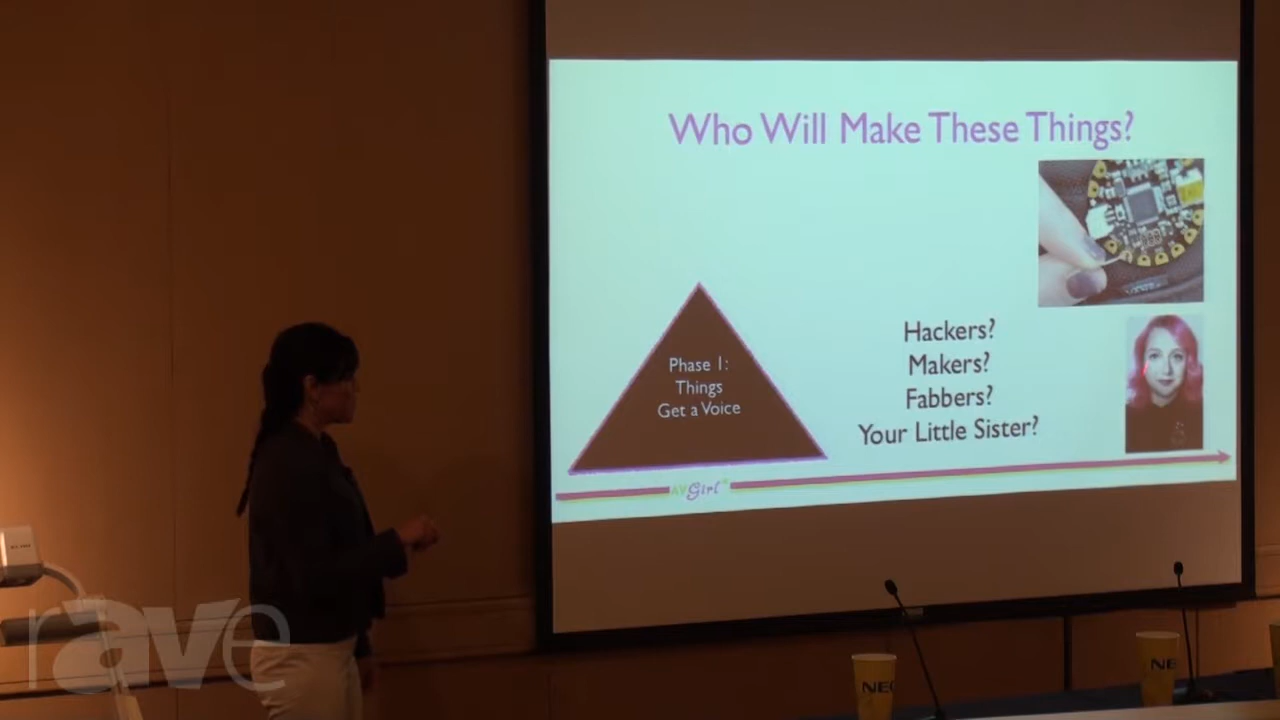 Who Will Make These Things?
Phase 1:
Things
Get a Voice
Hackers?
Makers?
Fabbers?
Your Little Sister?
AVGirl
rave
NEC
NE